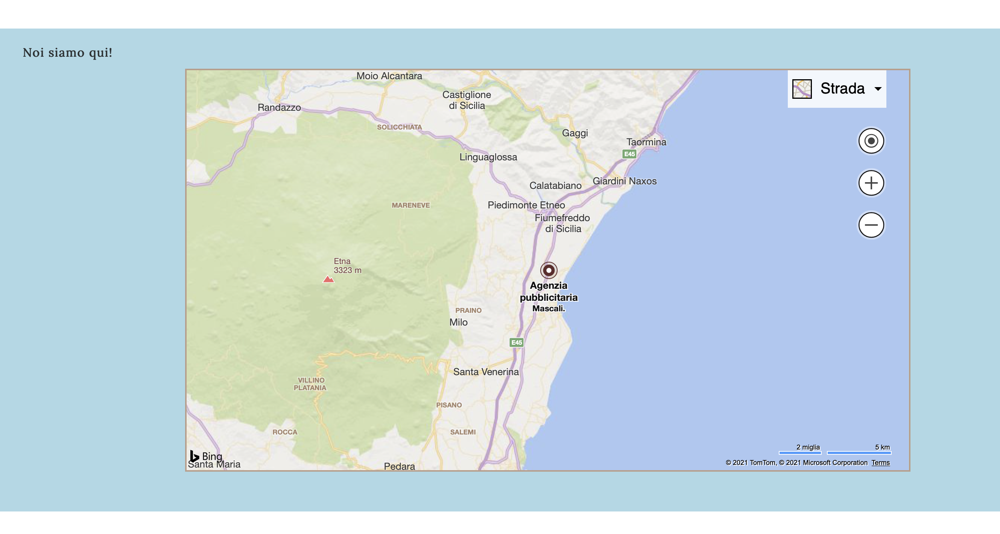 Noi siamo qui!
Moio Alcantara
Strada
Castiglione
di Sicilia
Randazzo
SOLICCHIATA
Gaggi
Taormina
E45
Linguaglossa
Giardini Naxos
Calatabiano
MARENEVE
Piedimonte Etneo
Fiumefreddo
di Sicilia
Etna
3323 m
Agenzia
pubblicitaria
Mascali.
PRAINO
Milo
E45
Santa Venerina
VILLINO
PLATANIA
PISANO
ROCCA
SALEMI
2 miglia
5 km
Bing
Santa Maria
Pedara
© 2021 TomTom, © 2021 Microsoft Corporation Terms